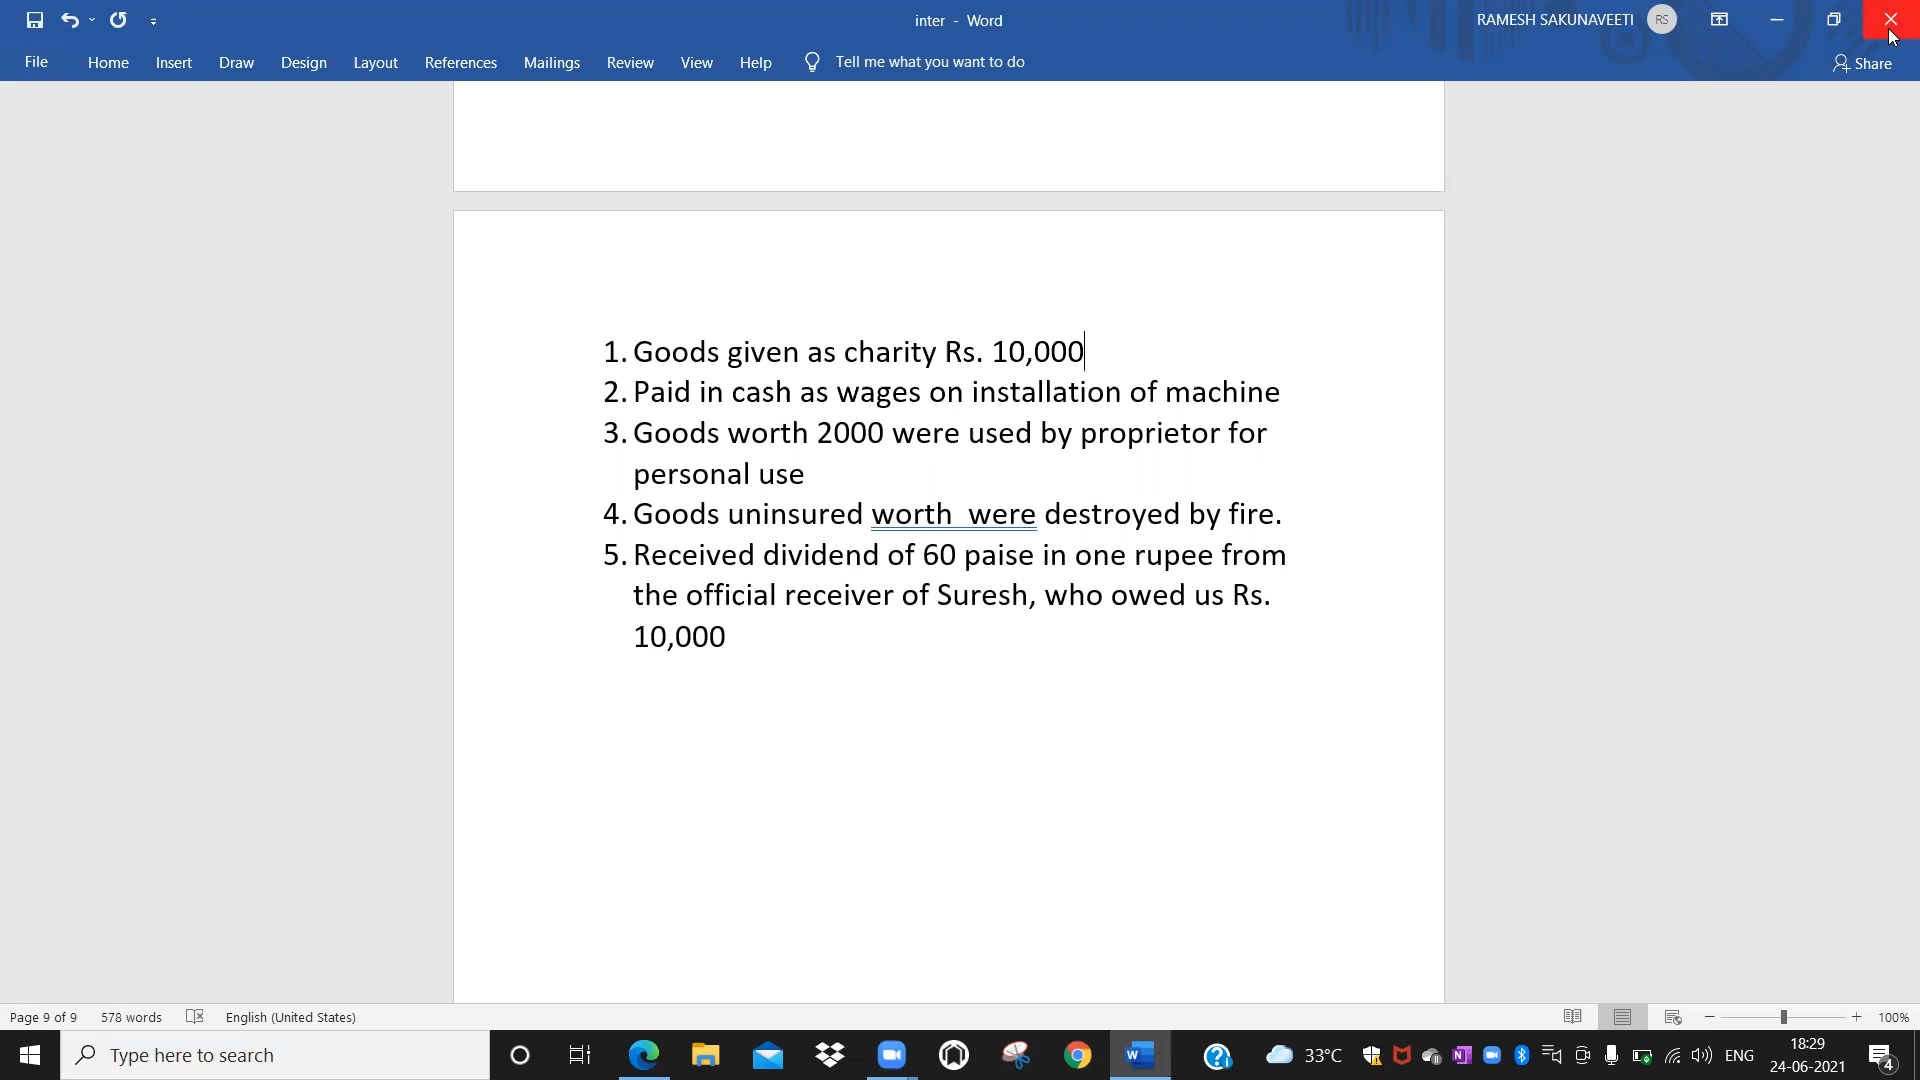 inter - Word
RAMESH SAKUNAVEETI RS
File Home Insert Draw Design Layout References Mailings Review View Help Tell me what you want to do Share
1. Goods given as charity Rs. 10,000
2. Paid in cash as wages on installation of machine
3. Goods worth 2000 were used by proprietor for
personal use
4. Goods uninsured worth  were destroyed by fire.
5. Received dividend of 60 paise in one rupee from
the official receiver of Suresh, who owed us Rs.
10,000
Page 9 of 9 578 words English (United States) 100%
Type here to search 33°C ENG 18:29
24-06-2021 4